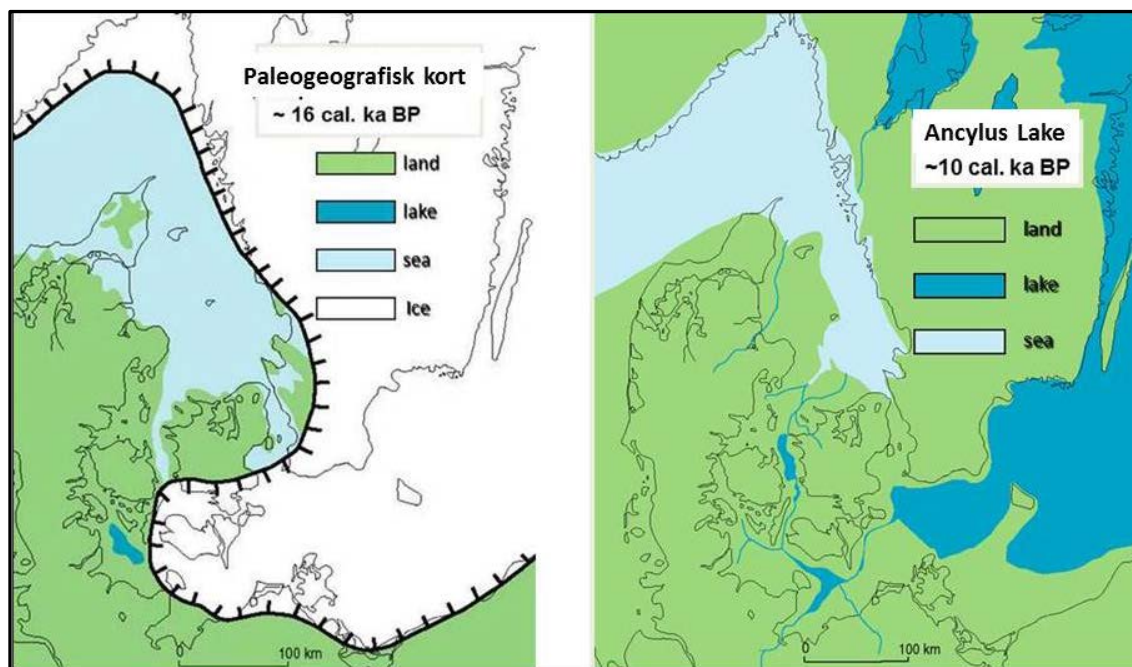 Paleogeografisk kort
~ 16 cal. ka BP
land
lake
sea
Ice
0 100 km
Ancylus Lake
~10 cal. ka BP
land
lake
sea
0 100 km